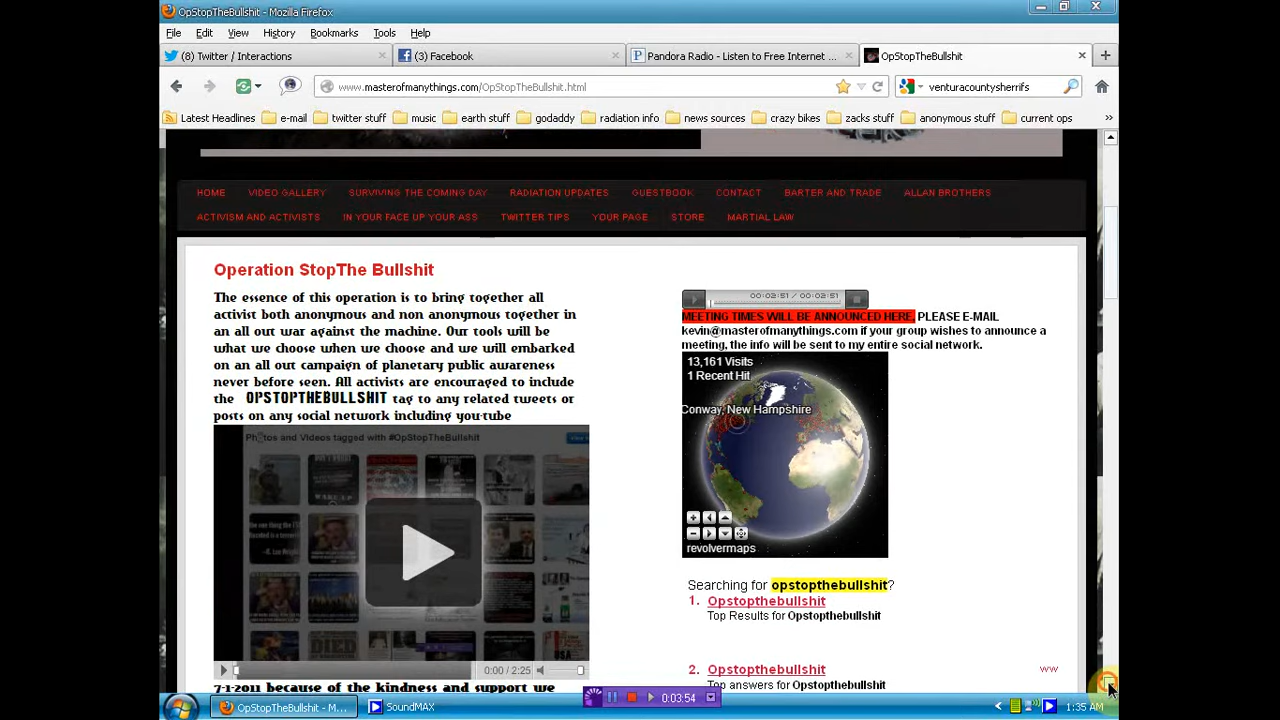 OpStopTheBullshit - Mozilla Firefox
File Edit View History Bookmarks Tools
(8) Twitter / Interactions (3) Facebook Pandora Radio - Listen to Free Internet ... OpStopTheBullshit
www.masterofmanythings.com/OpStopTheBullshit.html venturacountysherrifs
Latest Headlines e-mail twitter stuff music earth stuff godaddy radiation info news sources crazy bikes zacks stuff anonymous stuff current ops
HOME VIDEO GALLERY SURVIVING THE COMING DAY RADIATION UPDATES GUESTBOOK CONTACT BARTER AND TRADE ALLAN BROTHERS
ACTIVISM AND ACTIVISTS IN YOUR FACE UP YOUR ASS TWITTER TIPS YOUR PAGE STORE MARTIAL LAW
Operation StopThe Bullshit
The essence of this operation is to bring together all
activist both anonymous and non anonymous together in
an all out war against the machine. Our tools will be
what we choose when we choose and we will embarked
on an all out campaign of planetary public awareness
never before seen. All activists are encouraged to include
the OPSTOPTHEBULLSHIT tag to any related tweets or
posts on any social network including you-tube
Photos and Videos tagged with #OpStopTheBullshit
DIED
USA
0:00 / 2:25
7-1-2011 because of the kindness and support we
00:02:51 / 00:02:51
MEETING TIMES WILL BE ANNOUNCED HERE, PLEASE E-MAIL
kevin@masterofmanythings.com if your group wishes to announce a
meeting, the info will be sent to my entire social network.
13,161 Visits
1 Recent Hit
Conway, New Hampshire
revolvermaps
Searching for opstopthebullshit?
1. Opstopthebullshit
Top Results for Opstopthebullshit
2. Opstopthebullshit
ww
Top answers for Opstopthebullshit
OpStopTheBullshit - M... SoundMAX 0:03:54 1:35 AM